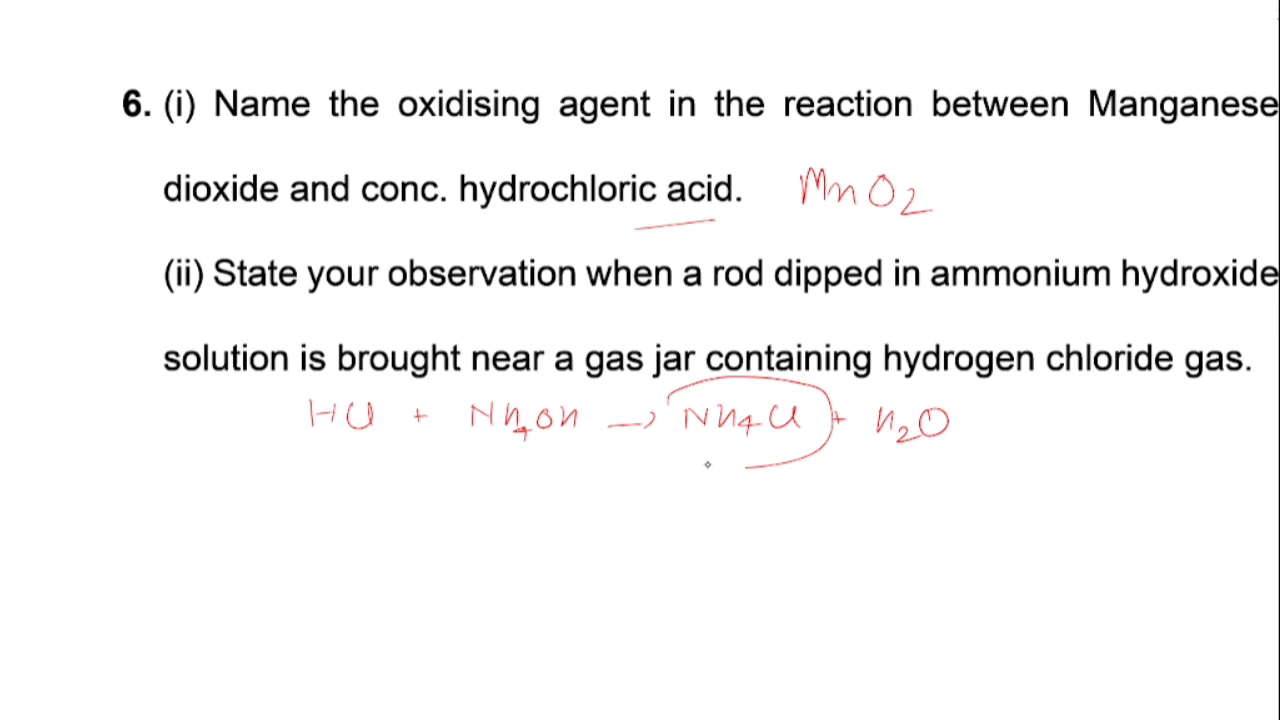 6. (i) Name the oxidising agent in the reaction between Manganese
dioxide and conc. hydrochloric acid. MnO2
(ii) State your observation when a rod dipped in ammonium hydroxide
solution is brought near a gas jar containing hydrogen chloride gas.
HCl + NH4OH → NH4Cl + H2O